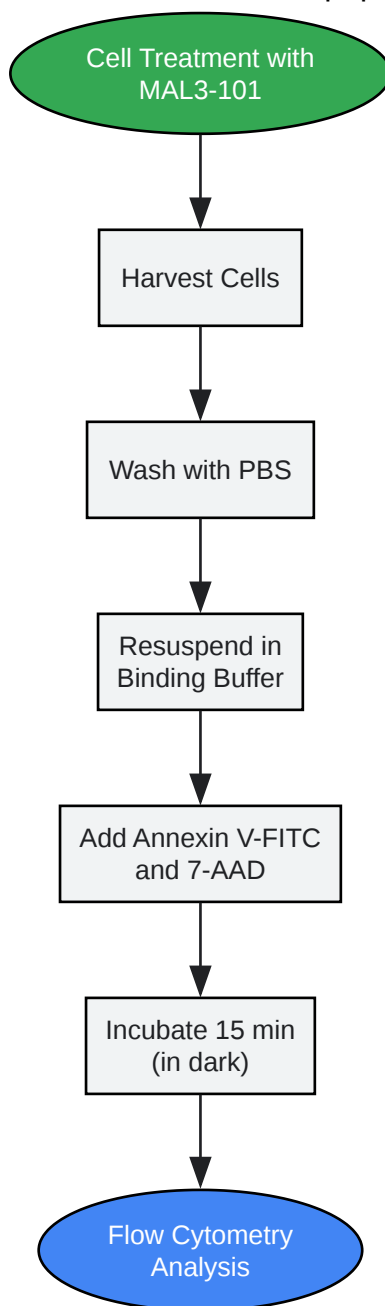 Cell Treatment with
MAL3-101
Harvest Cells
Wash with PBS
Resuspend in
Binding Buffer
Add Annexin V-FITC
and 7-AAD
Incubate 15 min
(in dark)
Flow Cytometry
Analysis